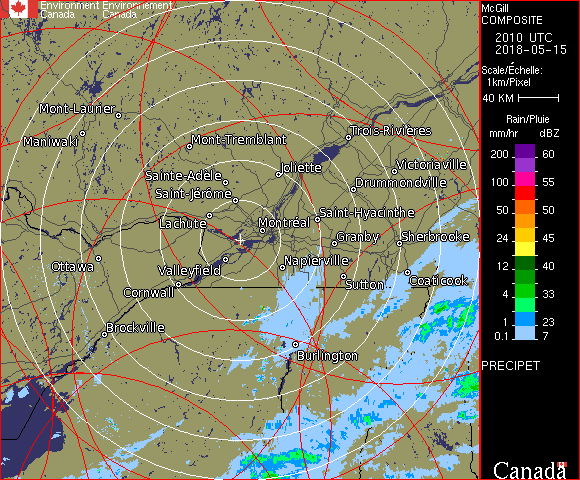 Environment Environnement
Canada Canada
Mont-Laurier
Maniwaki
Mont-Tremblant
Trois-Rivières
Sainte-Adèle
Joliette
Victoriaville
Saint-Jérôme
Drummondville
Lachute
Montréal
Saint-Hyacinthe
Granby
Sherbrooke
Ottawa
Valleyfield
Napierville
Cornwall
Sutton
Coaticook
Brockville
Burlington
McGill
COMPOSITE
2010 UTC
2018-05-15
Scale/Échelle:
1km/Pixel
40 KM
Rain/Pluie
mm/hr dBZ
200 60
100 55
50 50
24 45
12 40
4 33
2 23
0.1 7
PRECIPET
Canada